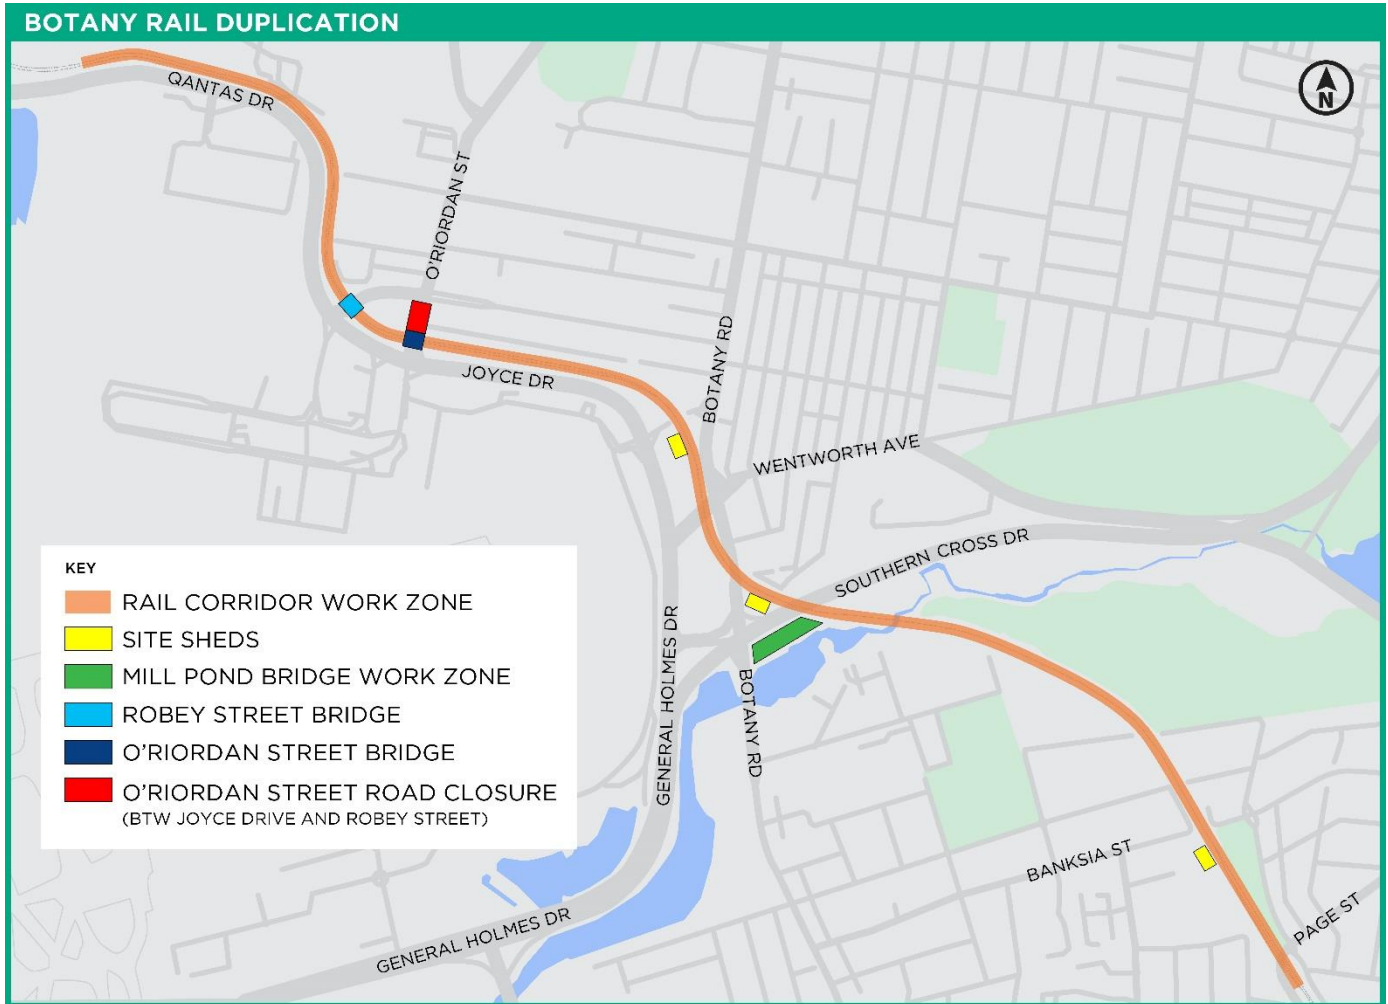 BOTANY RAIL DUPLICATION
N
QANTAS DR
O'RIORDAN ST
JOYCE DR
BOTANY RD
WENTWORTH AVE
SOUTHERN CROSS DR
GENERAL HOLMES DR
BOTANY RD
BANKSIA ST
PAGE ST
GENERAL HOLMES DR
KEY
RAIL CORRIDOR WORK ZONE
SITE SHEDS
MILL POND BRIDGE WORK ZONE
ROBEY STREET BRIDGE
O'RIORDAN STREET BRIDGE
O'RIORDAN STREET ROAD CLOSURE
(BTW JOYCE DRIVE AND ROBEY STREET)